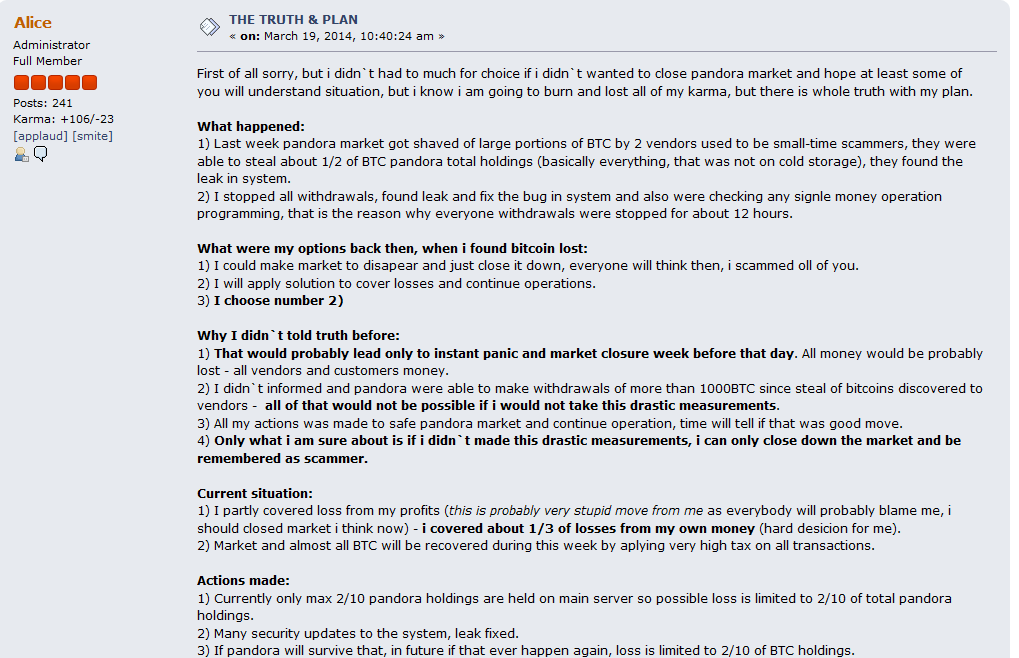 Alice
Administrator
Full Member
Posts: 241
Karma: +106/-23
[applaud] [smite]
THE TRUTH & PLAN
« on: March 19, 2014, 10:40:24 am »
First of all sorry, but i didn`t had to much for choice if i didn`t wanted to close pandora market and hope at least some of
you will understand situation, but i know i am going to burn and lost all of my karma, but there is whole truth with my plan.
What happened:
1) Last week pandora market got shaved of large portions of BTC by 2 vendors used to be small-time scammers, they were
able to steal about 1/2 of BTC pandora total holdings (basically everything, that was not on cold storage), they found the
leak in system.
2) I stopped all withdrawals, found leak and fix the bug in system and also were checking any signle money operation
programming, that is the reason why everyone withdrawals were stopped for about 12 hours.
What were my options back then, when i found bitcoin lost:
1) I could make market to disapear and just close it down, everyone will think then, i scammed oll of you.
2) I will apply solution to cover losses and continue operations.
3) I choose number 2)
Why I didn`t told truth before:
1) That would probably lead only to instant panic and market closure week before that day. All money would be probably
lost - all vendors and customers money.
2) I didn`t informed and pandora were able to make withdrawals of more than 1000BTC since steal of bitcoins discovered to
vendors - all of that would not be possible if i would not take this drastic measurements.
3) All my actions was made to safe pandora market and continue operation, time will tell if that was good move.
4) Only what i am sure about is if i didn`t made this drastic measurements, i can only close down the market and be
remembered as scammer.
Current situation:
1) I partly covered loss from my profits (this is probably very stupid move from me as everybody will probably blame me, i
should closed market i think now) - i covered about 1/3 of losses from my own money (hard desicion for me).
2) Market and almost all BTC will be recovered during this week by aplying very high tax on all transactions.
Actions made:
1) Currently only max 2/10 pandora holdings are held on main server so possible loss is limited to 2/10 of total pandora
holdings.
2) Many security updates to the system, leak fixed.
3) If pandora will survive that, in future if that ever happen again, loss is limited to 2/10 of BTC holdings.